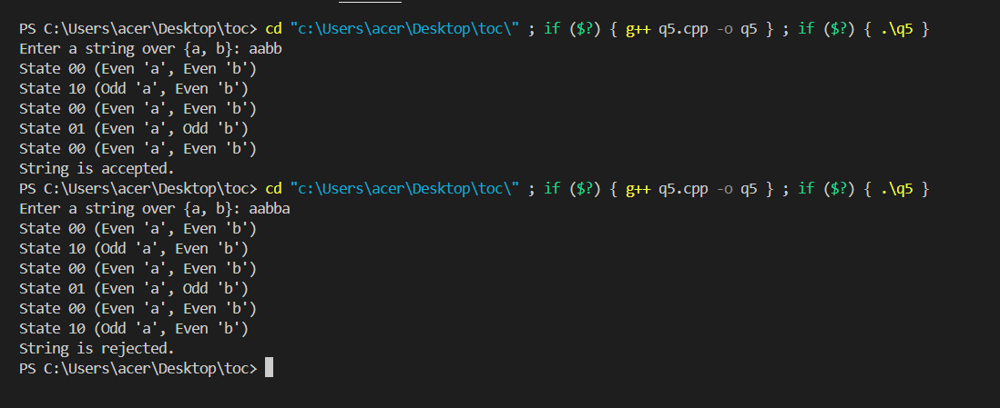 PS C:\Users\acer\Desktop\toc> cd "c:\Users\acer\Desktop\toc\" ; if ($?) { g++ q5.cpp -o q5 } ; if ($?) { .\q5 }
Enter a string over {a, b}: aabb
State 00 (Even 'a', Even 'b')
State 10 (Odd 'a', Even 'b')
State 00 (Even 'a', Even 'b')
State 01 (Even 'a', Odd 'b')
State 00 (Even 'a', Even 'b')
String is accepted.
PS C:\Users\acer\Desktop\toc> cd "c:\Users\acer\Desktop\toc\" ; if ($?) { g++ q5.cpp -o q5 } ; if ($?) { .\q5 }
Enter a string over {a, b}: aabba
State 00 (Even 'a', Even 'b')
State 10 (Odd 'a', Even 'b')
State 00 (Even 'a', Even 'b')
State 01 (Even 'a', Odd 'b')
State 00 (Even 'a', Even 'b')
State 10 (Odd 'a', Even 'b')
String is rejected.
PS C:\Users\acer\Desktop\toc>